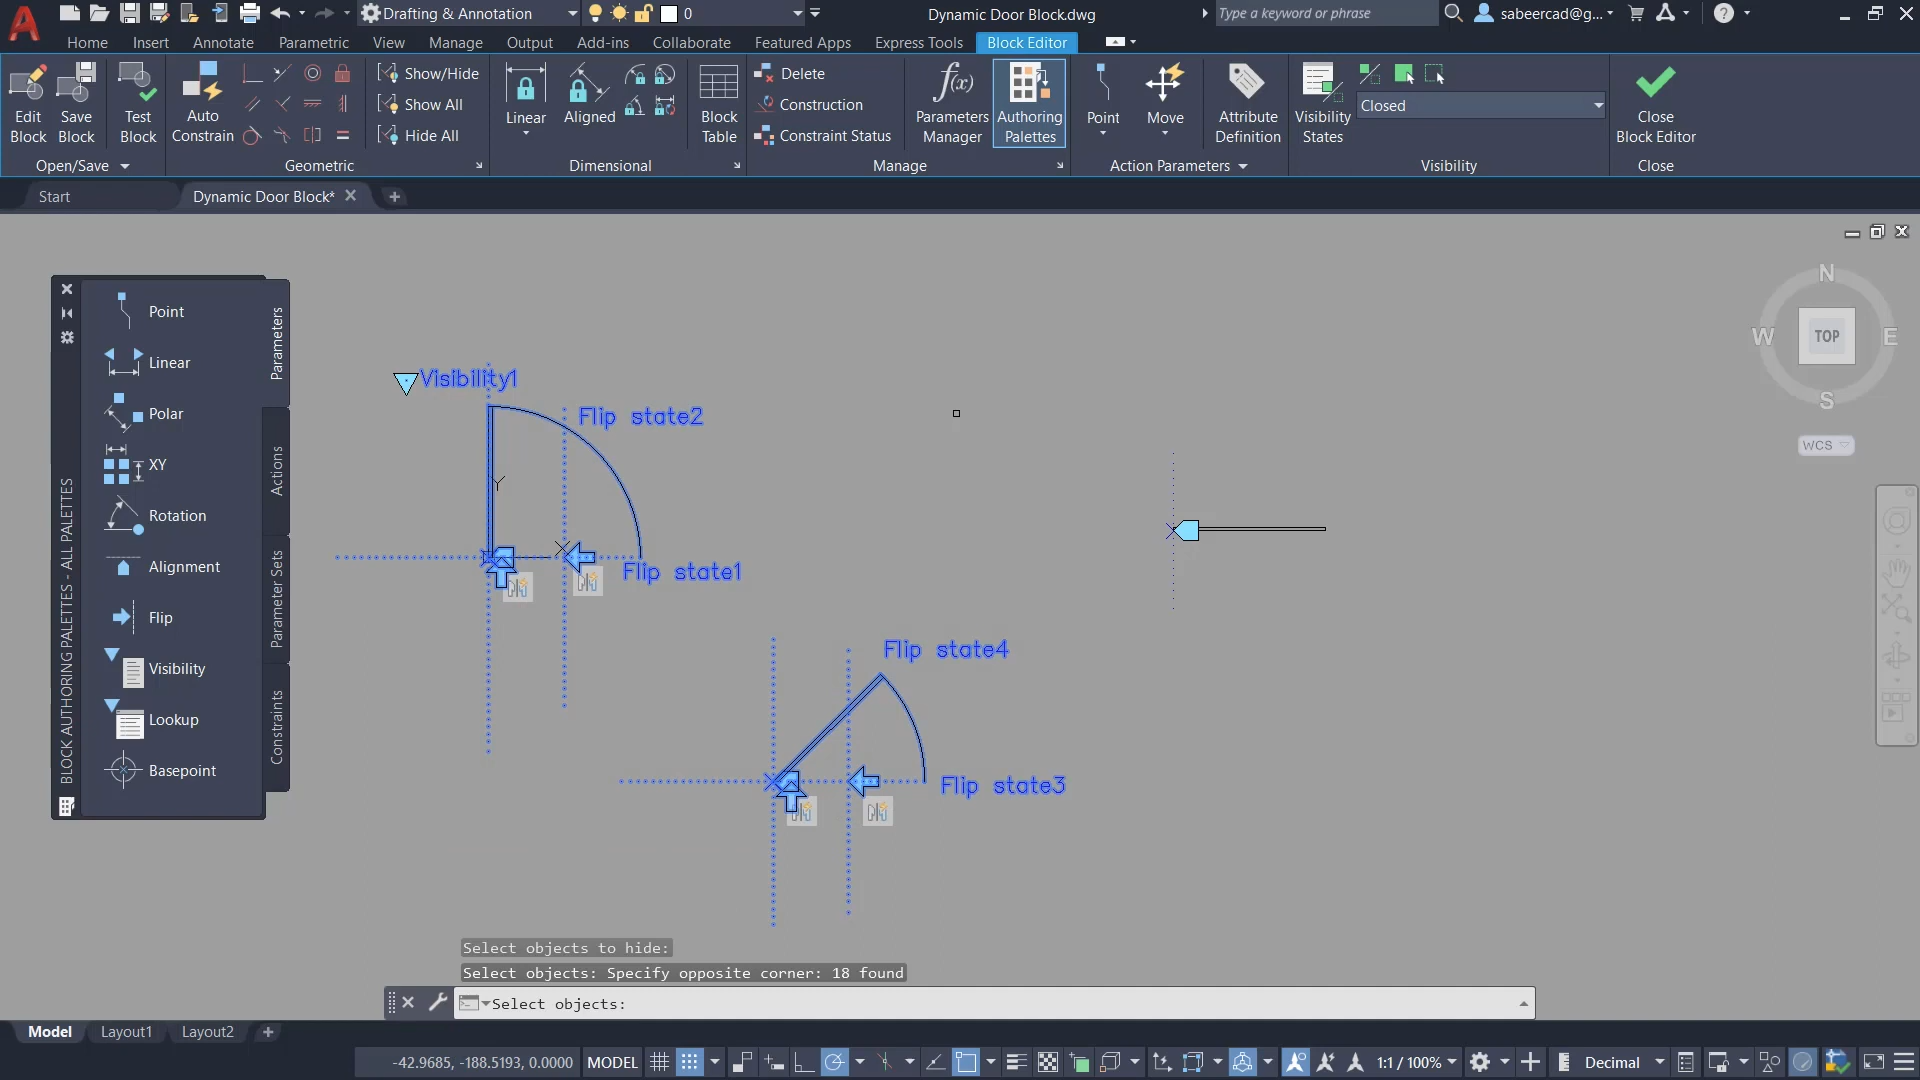 Drafting & Annotation
0
Dynamic Door Block.dwg
Type a keyword or phrase
sabeercad@g...
Home
Insert
Annotate
Parametric
View
Manage
Output
Add-ins
Collaborate
Featured Apps
Express Tools
Block Editor
Edit
Block
Save
Block
Test
Block
Auto
Constrain
Show/Hide
Show All
Hide All
Linear
Aligned
Block
Table
Delete
Construction
Constraint Status
f(x)
Parameters
Manager
Authoring
Palettes
Point
Move
Attribute
Definition
Visibility
States
Closed
Close
Block Editor
Open/Save
Geometric
Dimensional
Manage
Action Parameters
Visibility
Close
Start
Dynamic Door Block*
N
W
TOP
E
S
WCS
Point
Linear
Polar
XY
Rotation
Alignment
Flip
Visibility
Lookup
Basepoint
Parameters
Actions
Parameter Sets
Constraints
BLOCK AUTHORING PALETTES - ALL PALETTES
Visibility1
Flip state2
Y
Flip state1
Flip state4
Flip state3
Select objects to hide:
Select objects: Specify opposite corner: 18 found
Select objects:
Model
Layout1
Layout2
-42.9685, -188.5193, 0.0000
MODEL
1:1 / 100%
Decimal